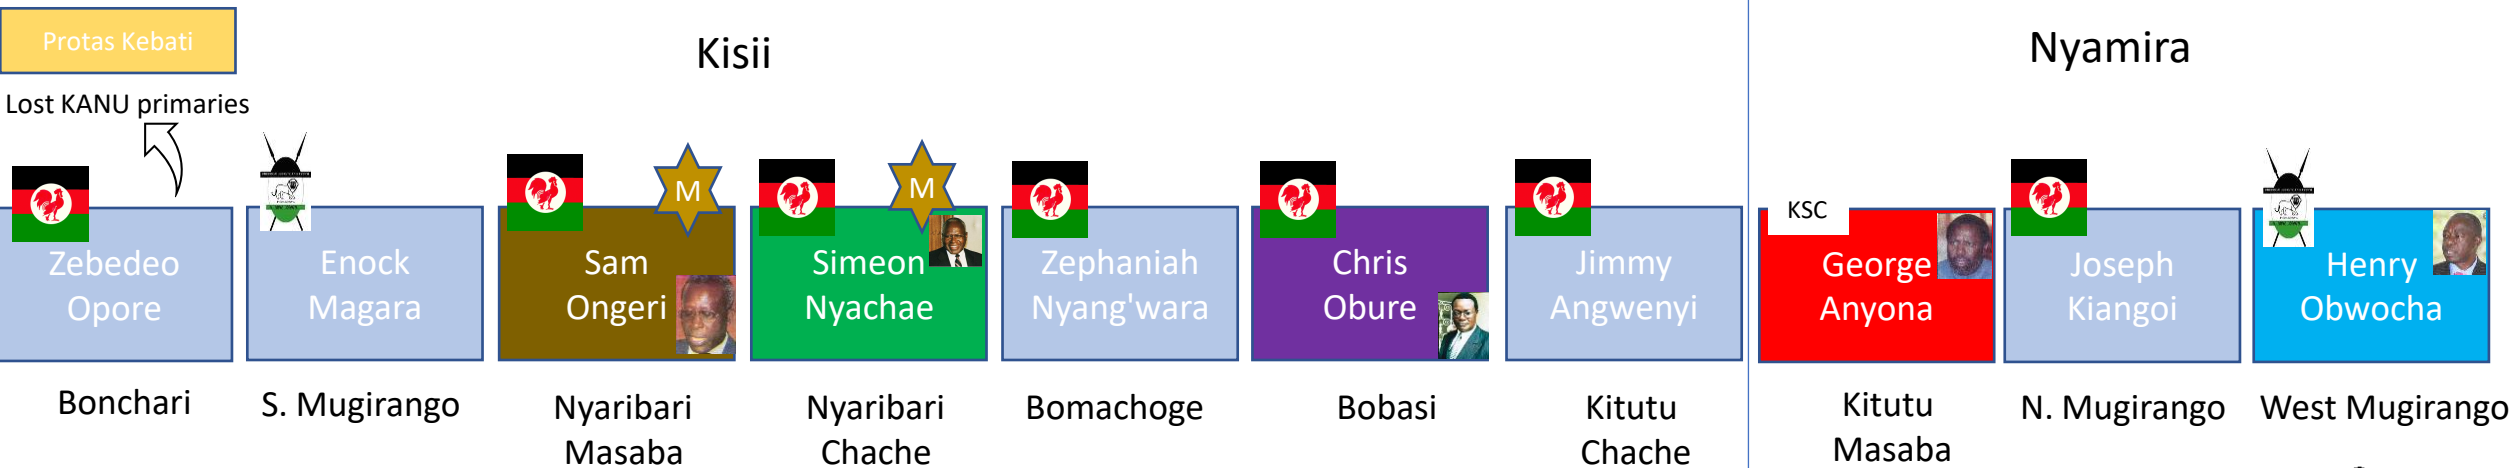 Protas Kebati
Kisii
Nyamira
Lost KANU primaries
M
M
KSC
Zebedeo
Opore
Enock
Magara
Sam
Ongeri
Simeon
Nyachae
Zephaniah
Nyang'wara
Chris
Obure
Jimmy
Angwenyi
George
Anyona
Joseph
Kiangoi
Henry
Obwocha
Bonchari
S. Mugirango
Nyaribari
Masaba
Nyaribari
Chache
Bomachoge
Bobasi
Kitutu
Chache
Kitutu
Masaba
N. Mugirango
West Mugirango